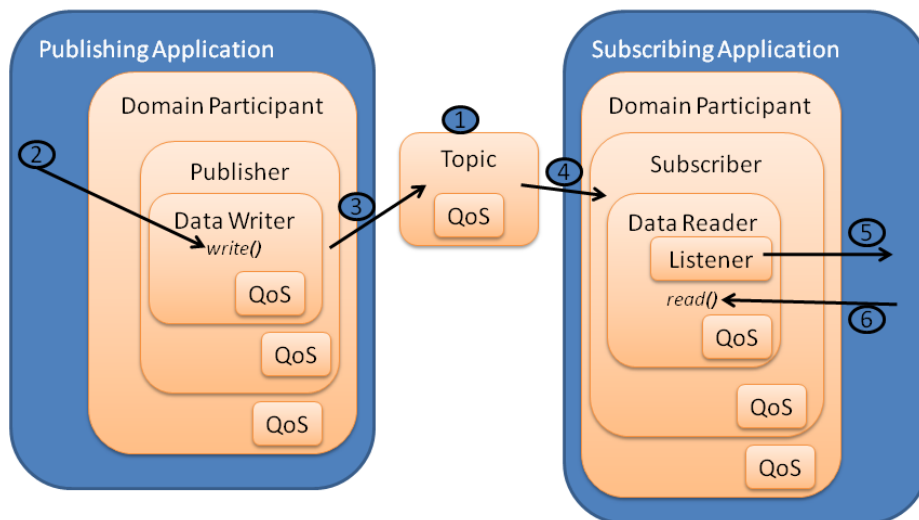 Publishing Application
Domain Participant
2
Publisher
Data Writer
write()
QoS
QoS
QoS
3
1
Topic
QoS
4
Subscribing Application
Domain Participant
Subscriber
Data Reader
Listener
5
read()
6
QoS
QoS
QoS